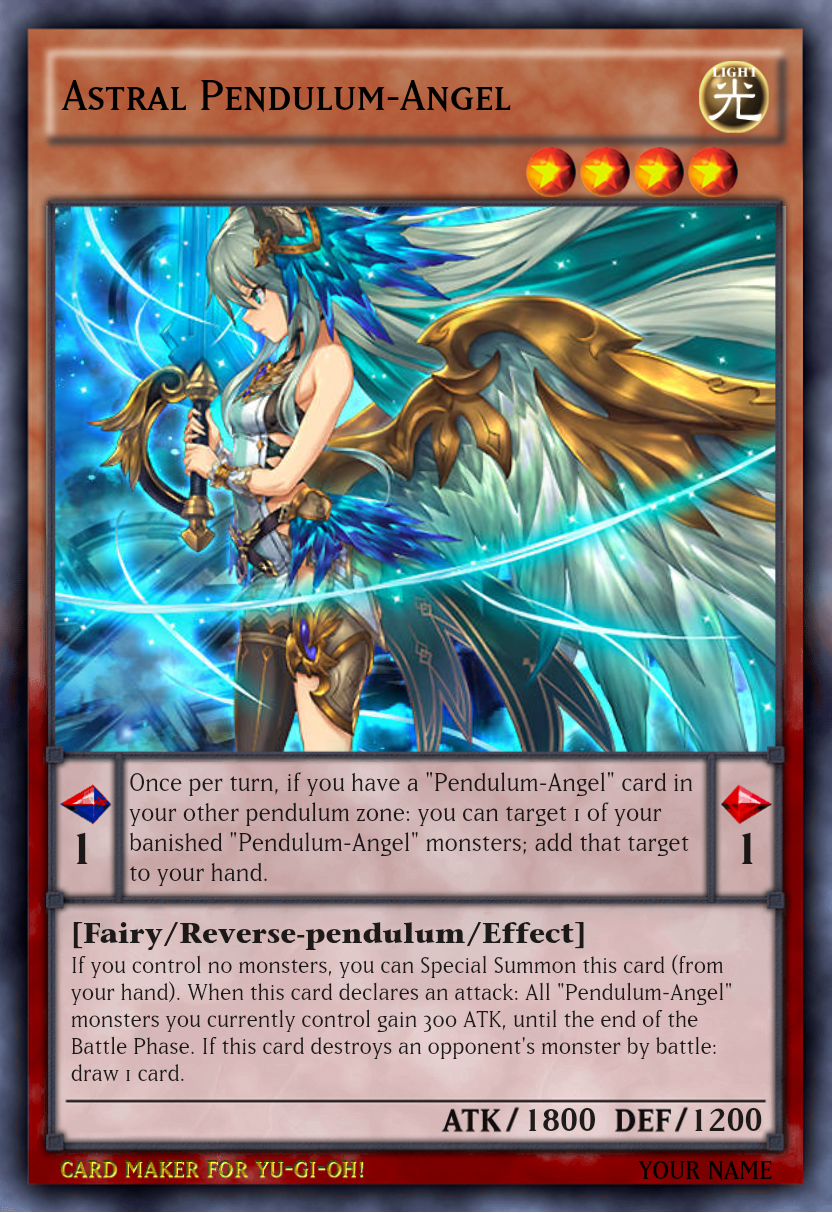 Astral Pendulum-Angel
LIGHT
光
Once per turn, if you have a "Pendulum-Angel" card in
your other pendulum zone: you can target 1 of your
banished "Pendulum-Angel" monsters; add that target
to your hand.
1
1
[Fairy/Reverse-pendulum/Effect]
If you control no monsters, you can Special Summon this card (from
your hand). When this card declares an attack: All "Pendulum-Angel"
monsters you currently control gain 300 ATK, until the end of the
Battle Phase. If this card destroys an opponent's monster by battle:
draw 1 card.
ATK/1800 DEF/1200
CARD MAKER FOR YU-GI-OH!
YOUR NAME